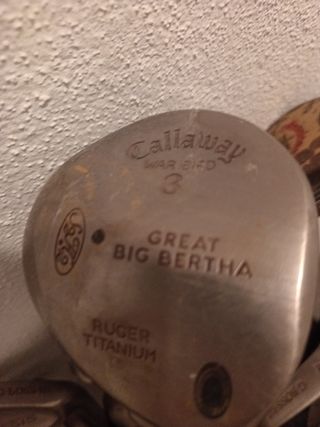 Callaway
WAR BIRD
3
GREAT
BIG BERTHA
RUGER
TITANIUM